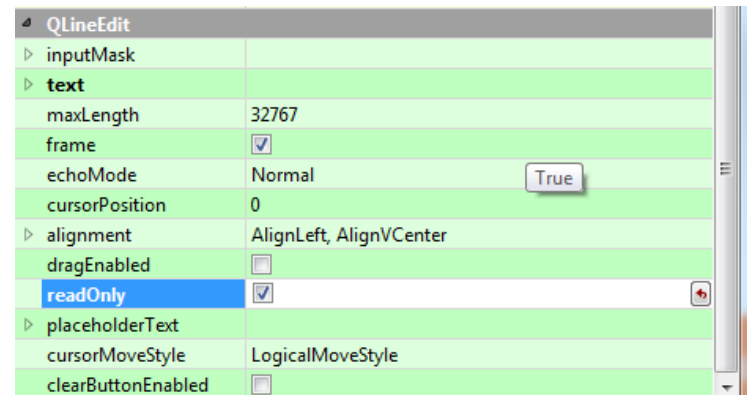 QLineEdit
inputMask
text
maxLength 32767
frame
echoMode Normal
True
cursorPosition 0
alignment AlignLeft, AlignVCenter
dragEnabled
readOnly
placeholderText
cursorMoveStyle LogicalMoveStyle
clearButtonEnabled